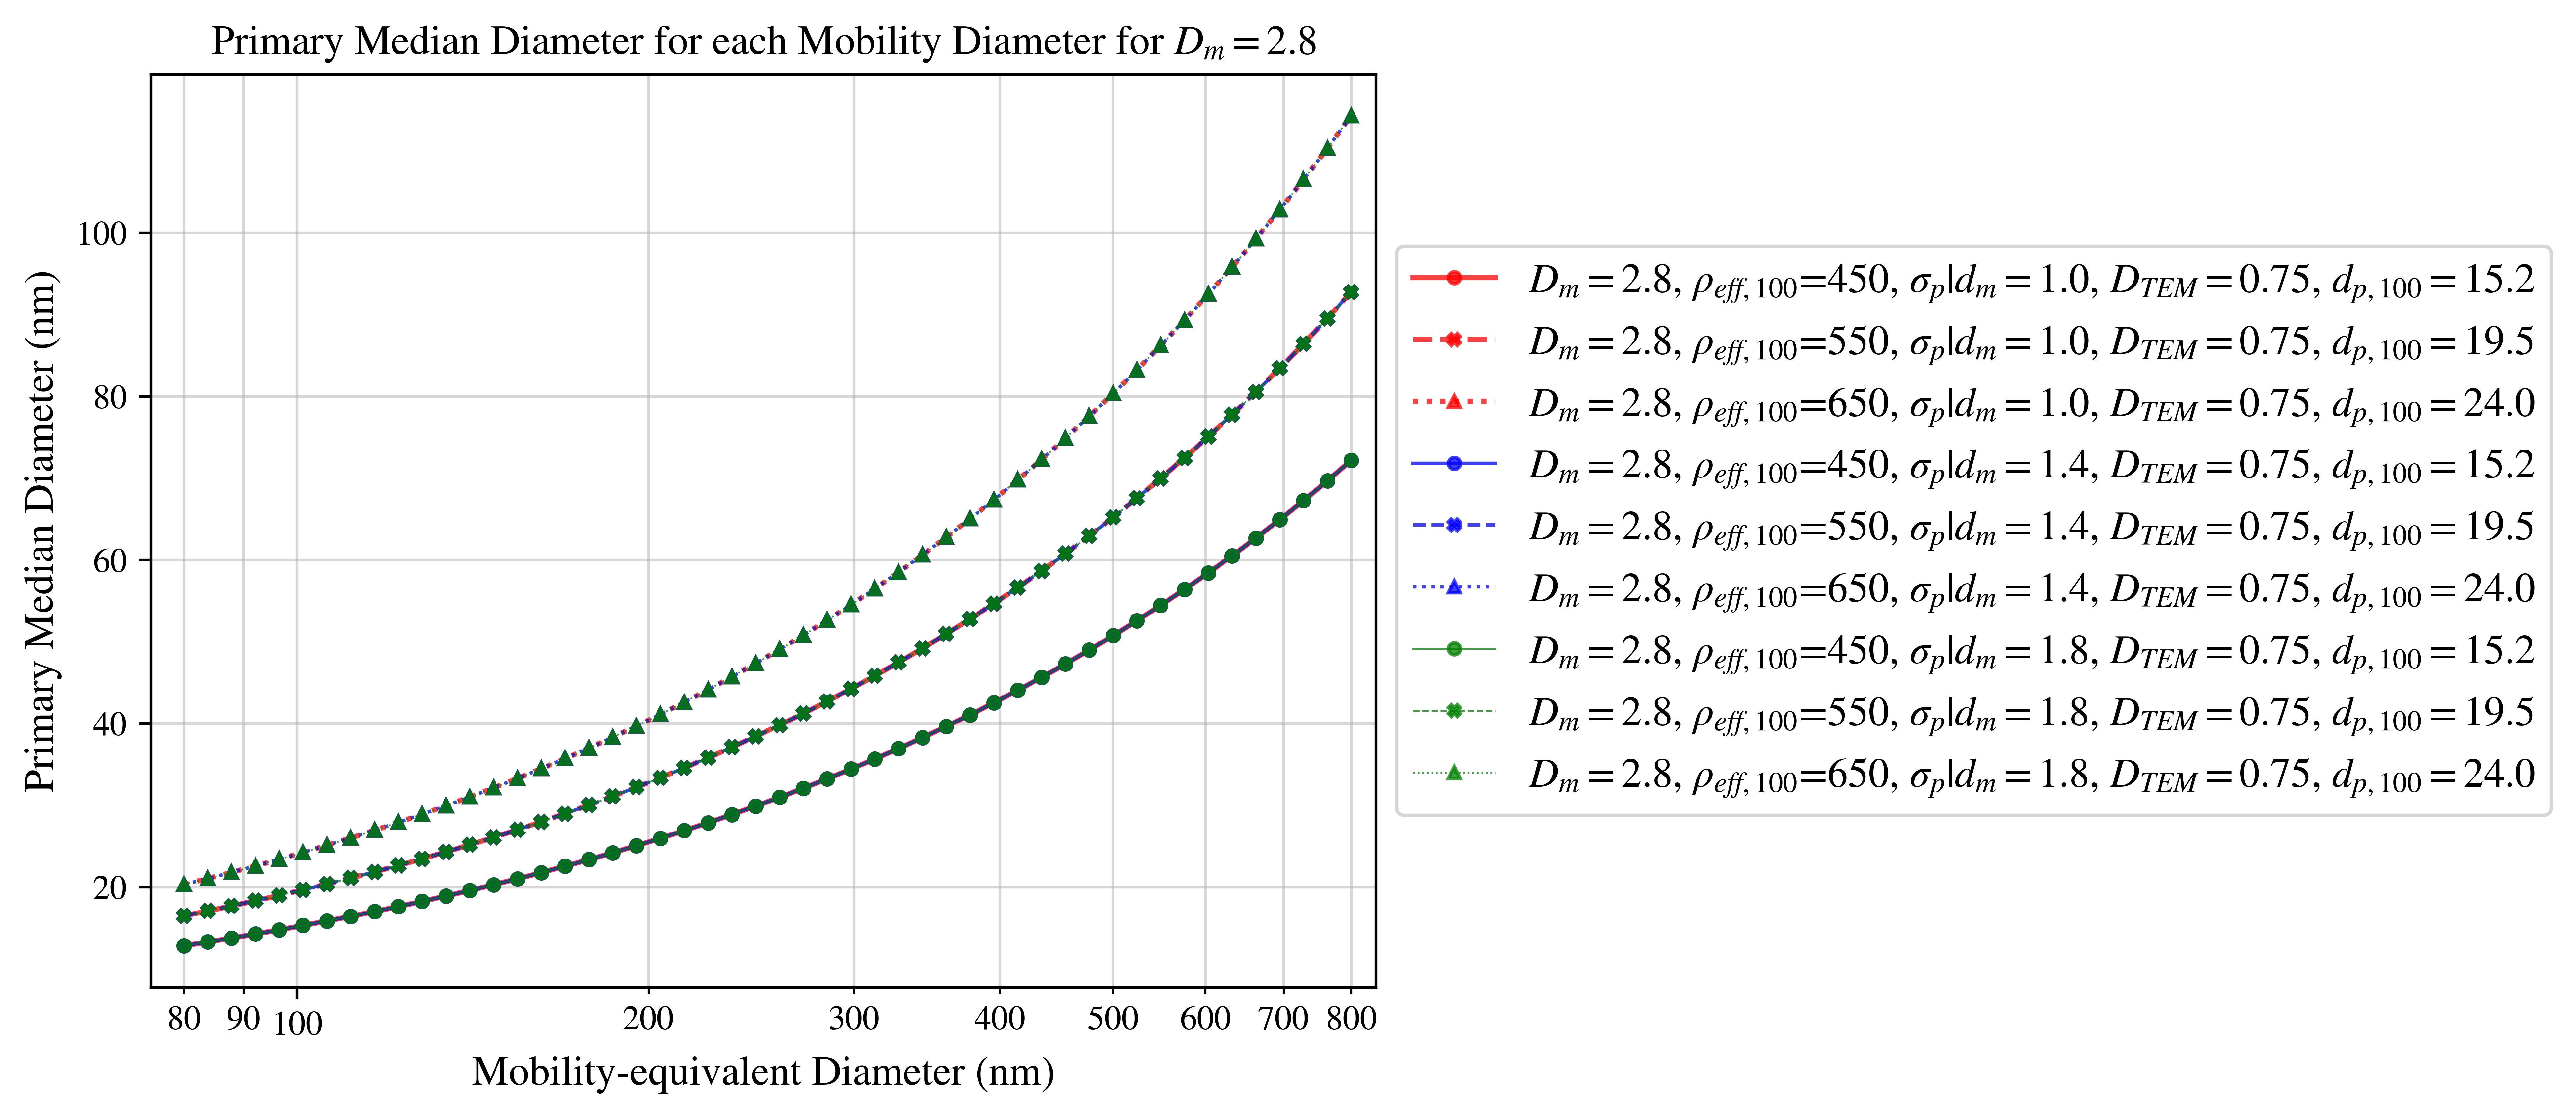 Primary Median Diameter for each Mobility Diameter for D_m = 2.8
Primary Median Diameter (nm)
100
80
60
40
20
80 90 100 200 300 400 500 600 700 800
Mobility-equivalent Diameter (nm)
D_m = 2.8, ρ_eff,100=450, σ_p|d_m = 1.0, D_TEM = 0.75, d_p,100 = 15.2
D_m = 2.8, ρ_eff,100=550, σ_p|d_m = 1.0, D_TEM = 0.75, d_p,100 = 19.5
D_m = 2.8, ρ_eff,100=650, σ_p|d_m = 1.0, D_TEM = 0.75, d_p,100 = 24.0
D_m = 2.8, ρ_eff,100=450, σ_p|d_m = 1.4, D_TEM = 0.75, d_p,100 = 15.2
D_m = 2.8, ρ_eff,100=550, σ_p|d_m = 1.4, D_TEM = 0.75, d_p,100 = 19.5
D_m = 2.8, ρ_eff,100=650, σ_p|d_m = 1.4, D_TEM = 0.75, d_p,100 = 24.0
D_m = 2.8, ρ_eff,100=450, σ_p|d_m = 1.8, D_TEM = 0.75, d_p,100 = 15.2
D_m = 2.8, ρ_eff,100=550, σ_p|d_m = 1.8, D_TEM = 0.75, d_p,100 = 19.5
D_m = 2.8, ρ_eff,100=650, σ_p|d_m = 1.8, D_TEM = 0.75, d_p,100 = 24.0